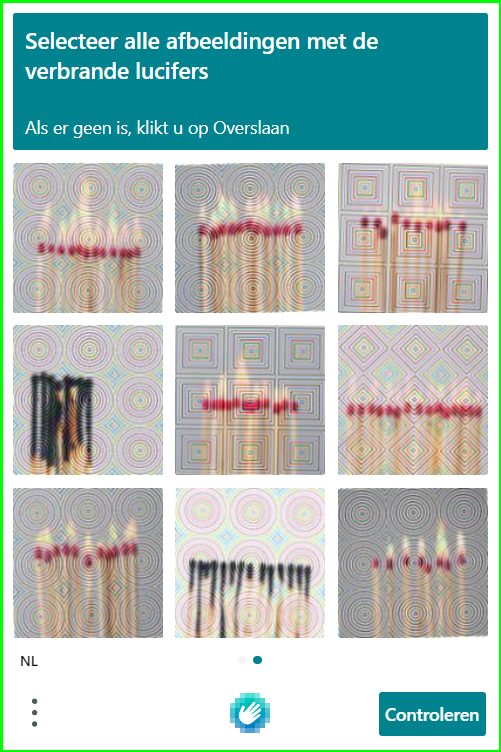 Selecteer alle afbeeldingen met de
verbrande lucifers
Als er geen is, klikt u op Overslaan
NL
Controleren